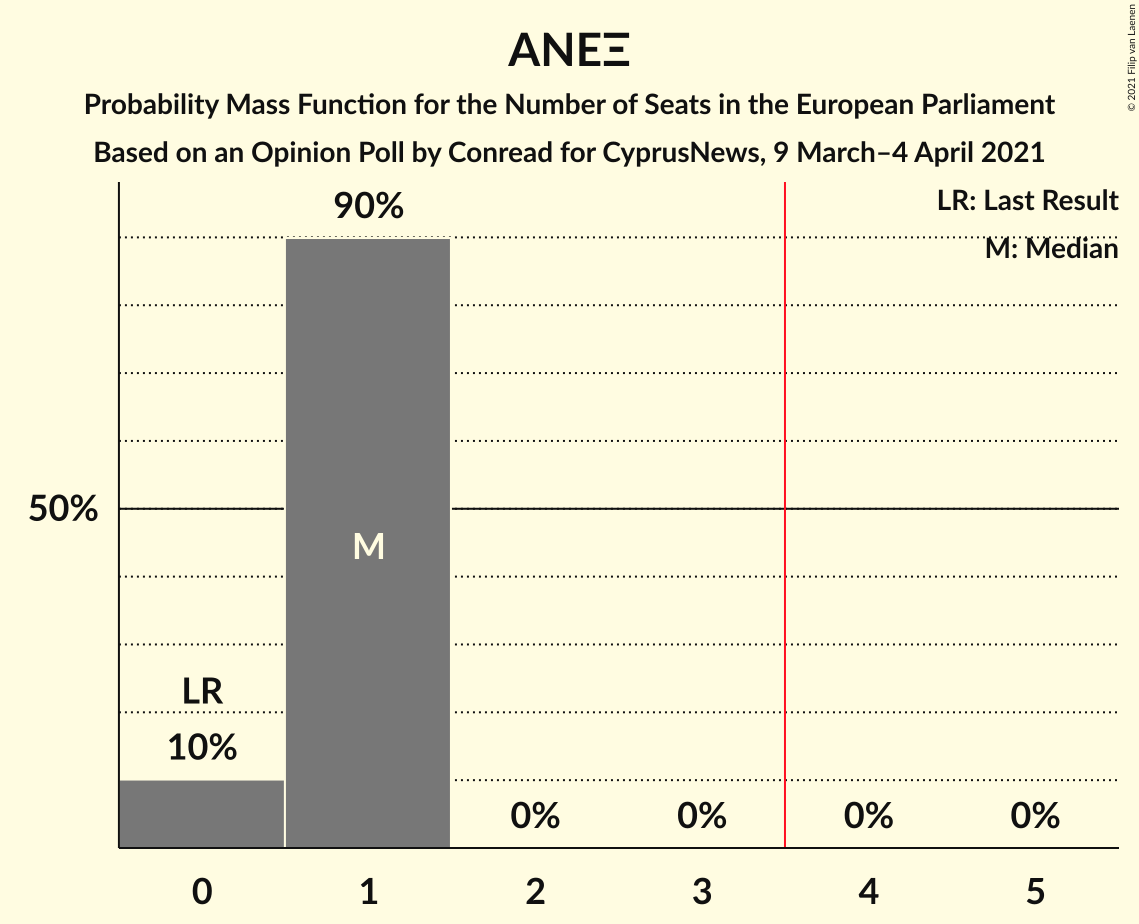 ΑΝΕΞ
Probability Mass Function for the Number of Seats in the European Parliament
Based on an Opinion Poll by Conread for CyprusNews, 9 March–4 April 2021
© 2021 Filip van Laenen
LR: Last Result
M: Median
90%
50%
M
LR
10%
0%
0%
0%
0%
0
1
2
3
4
5